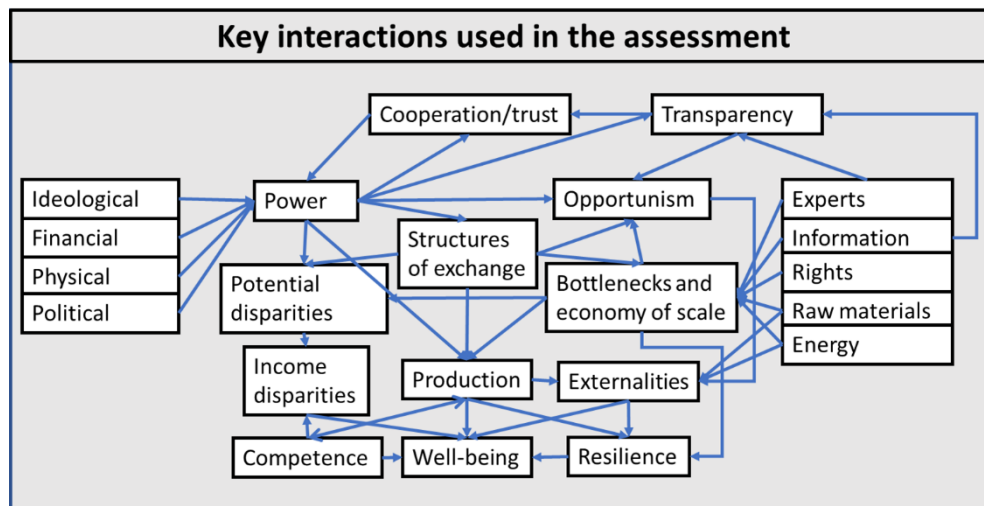 Key interactions used in the assessment
Cooperation/trust
Transparency
Ideological
Financial
Physical
Political
Power
Opportunism
Experts
Information
Rights
Raw materials
Energy
Structures
of exchange
Potential
disparities
Bottlenecks and
economy of scale
Income
disparities
Production
Externalities
Competence
Well-being
Resilience